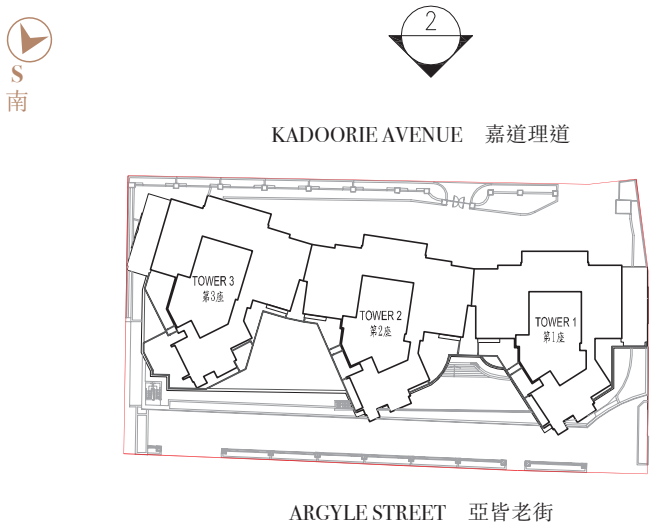 2
S
南
KADOORIE AVENUE 嘉道理道
TOWER 3
第3座
TOWER 2
第2座
TOWER 1
第1座
ARGYLE STREET 亞皆老街